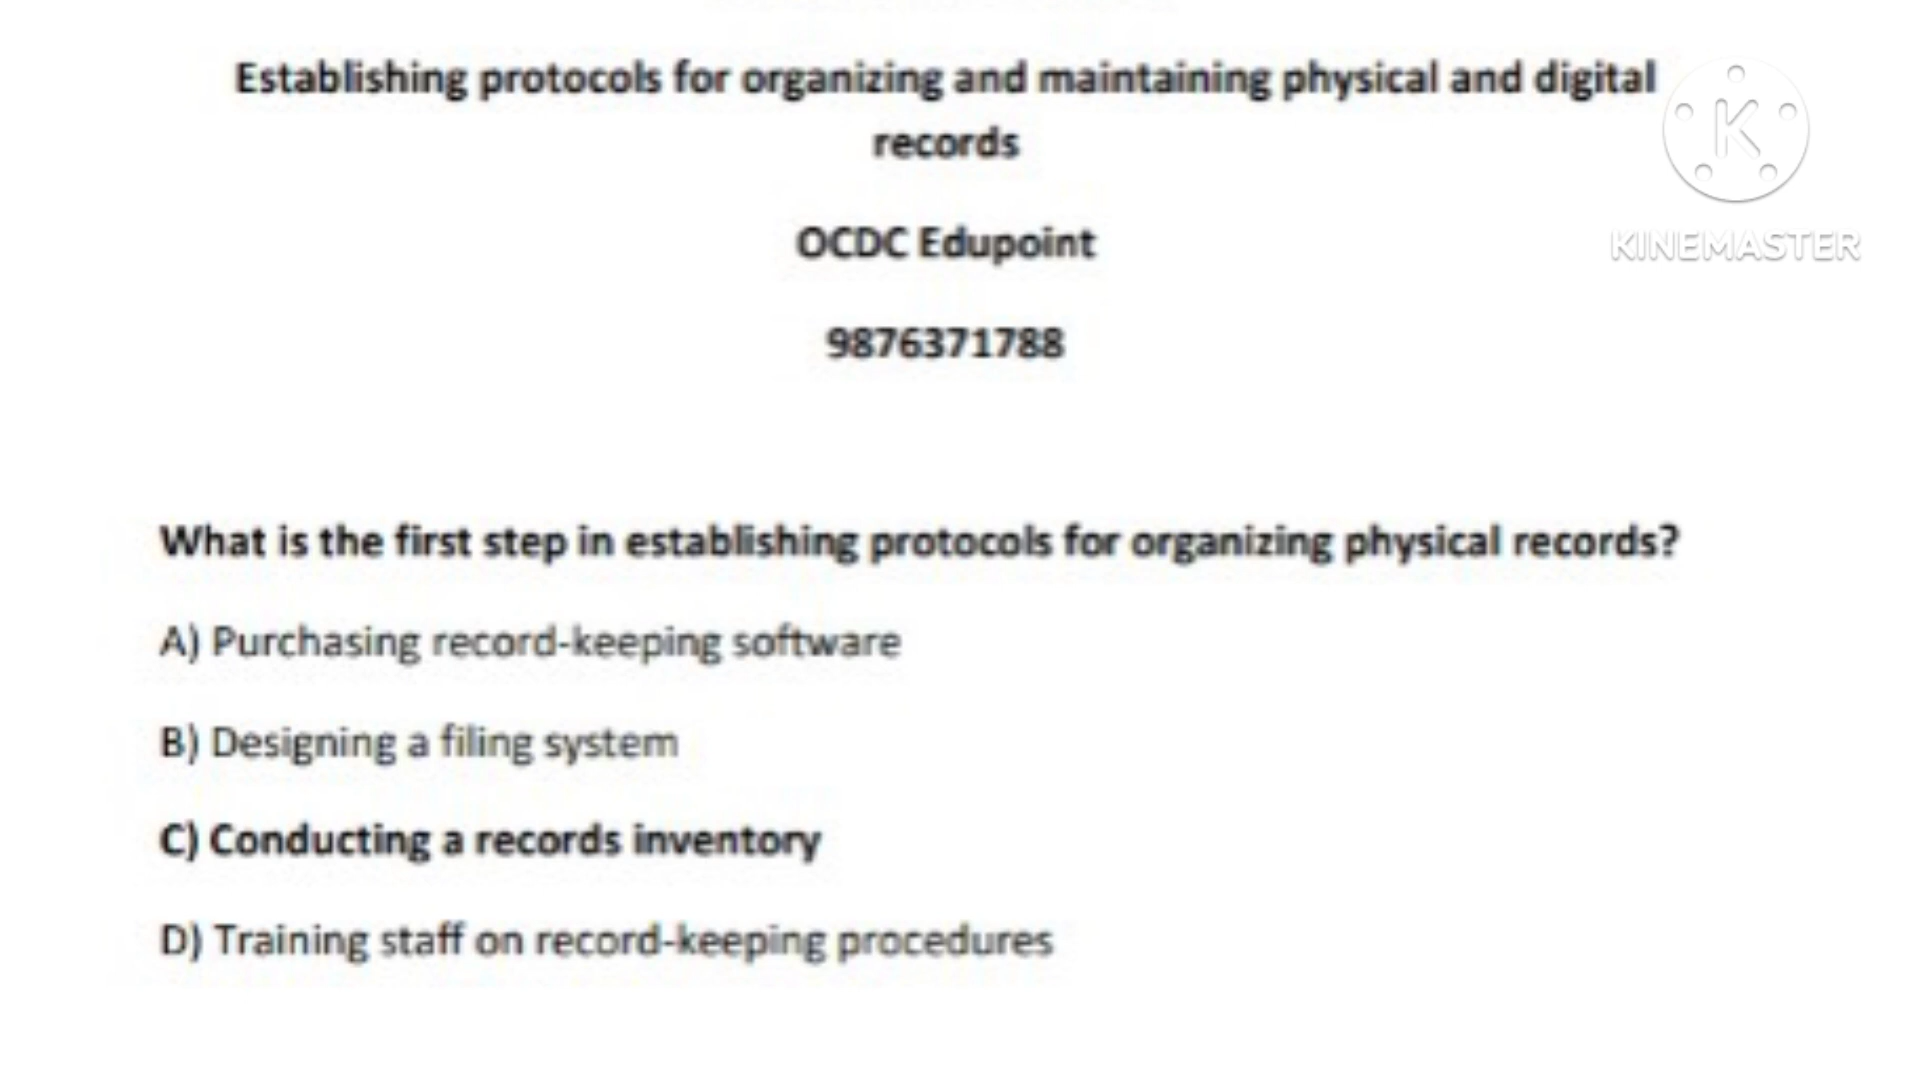 Establishing protocols for organizing and maintaining physical and digital
records
K
KINEMASTER
OCDC Edupoint
9876371788
What is the first step in establishing protocols for organizing physical records?
A) Purchasing record-keeping software
B) Designing a filing system
C) Conducting a records inventory
D) Training staff on record-keeping procedures